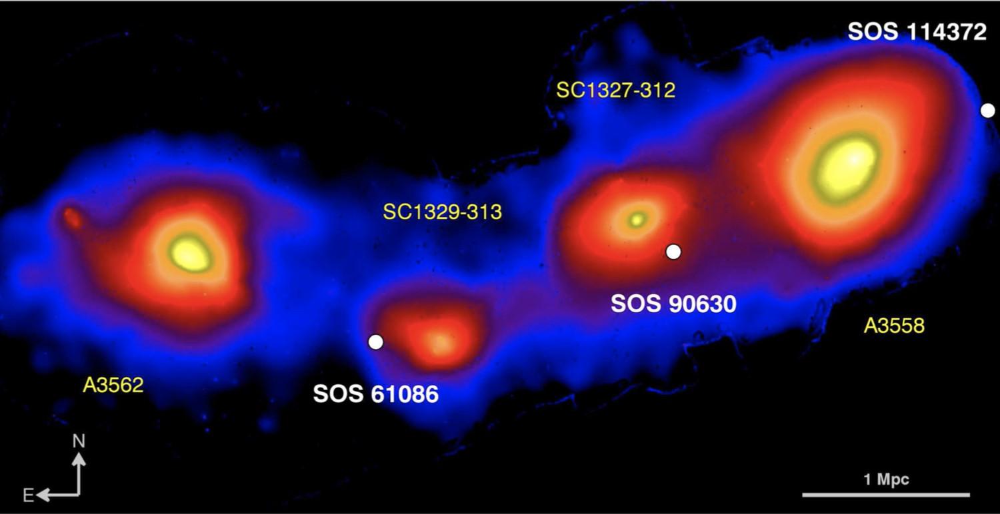 SOS 114372
SC1327-312
SC1329-313
SOS 90630
A3558
A3562
SOS 61086
N
E
1 Mpc